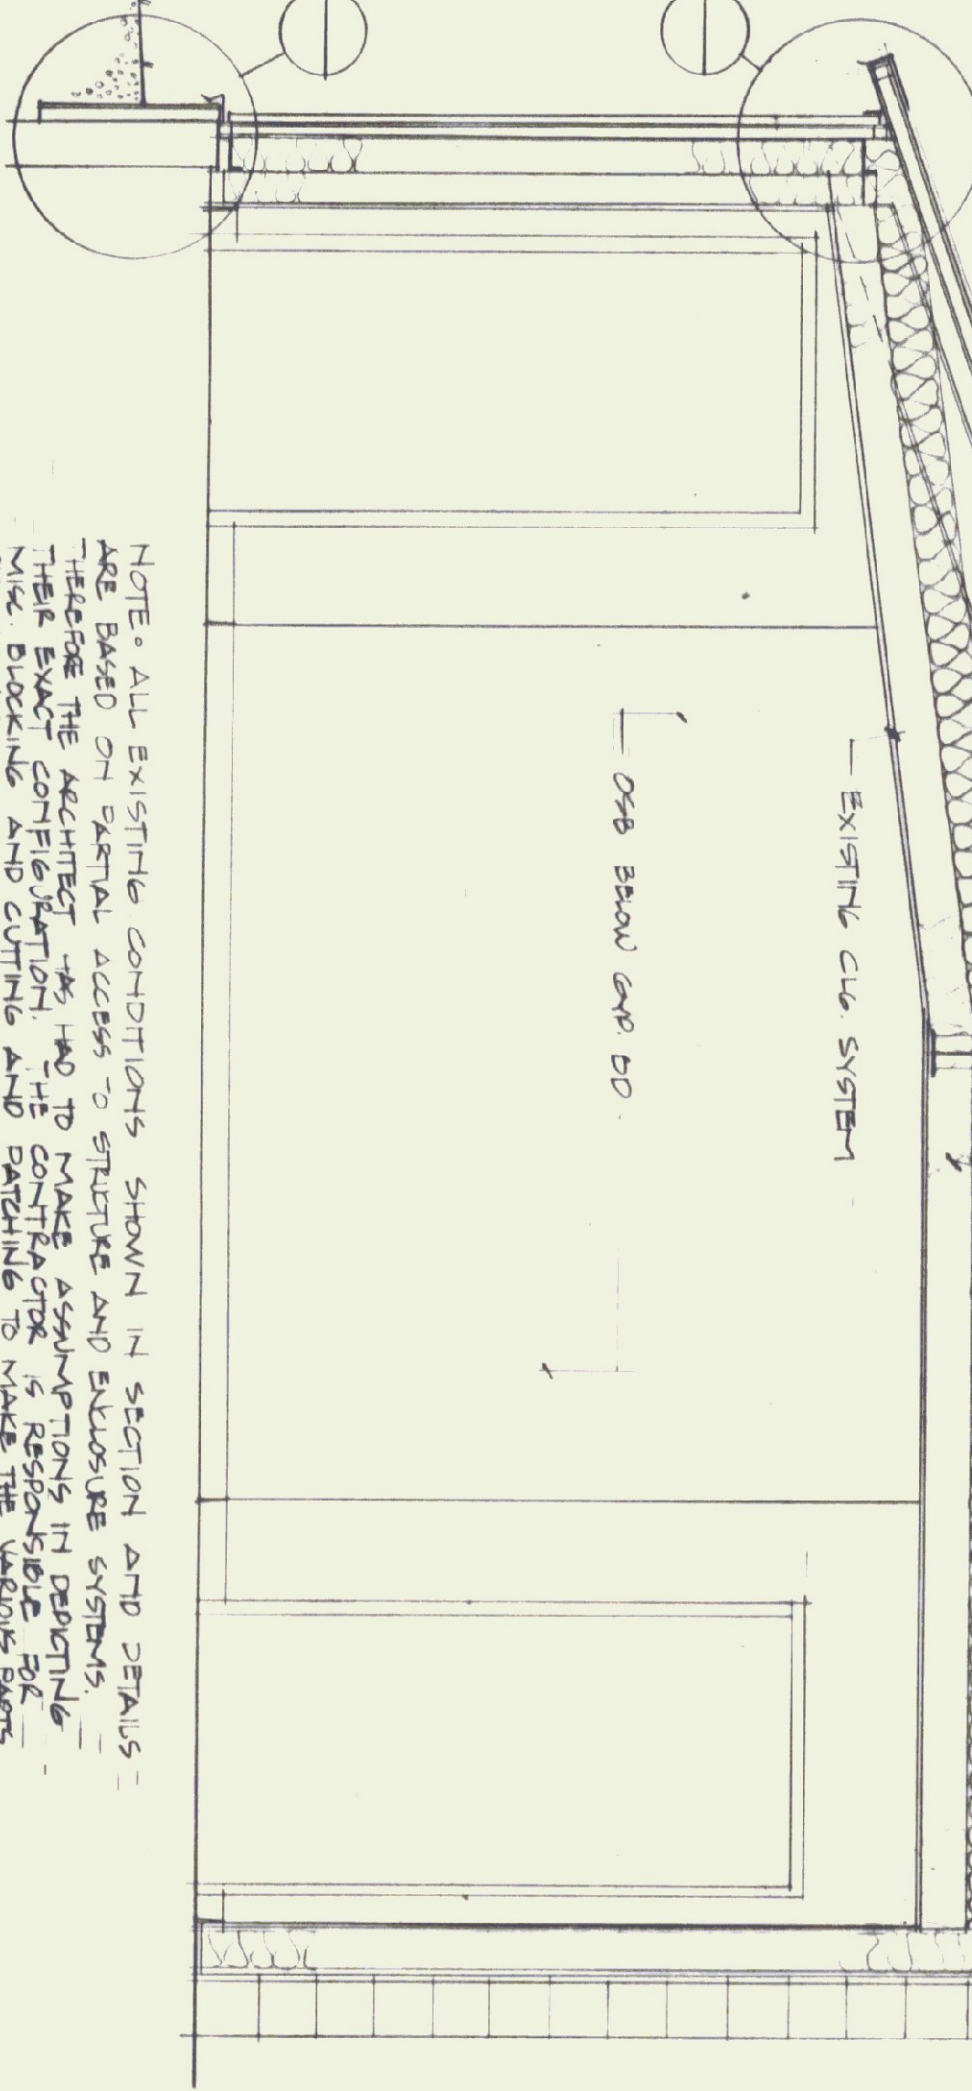 EXISTING CLG. SYSTEM
OSB BELOW GYP. BD.
NOTE: ALL EXISTING CONDITIONS SHOWN IN SECTION AND DETAILS
ARE BASED ON PARTIAL ACCESS TO STRUCTURE AND ENCLOSURE SYSTEMS.
THEREFORE THE ARCHITECT HAS HAD TO MAKE ASSUMPTIONS IN DEPICTING
THEIR EXACT CONFIGURATION. THE CONTRACTOR IS RESPONSIBLE FOR
MISC. BLOCKING AND CUTTING AND PATCHING TO MAKE THE VARIOUS PARTS